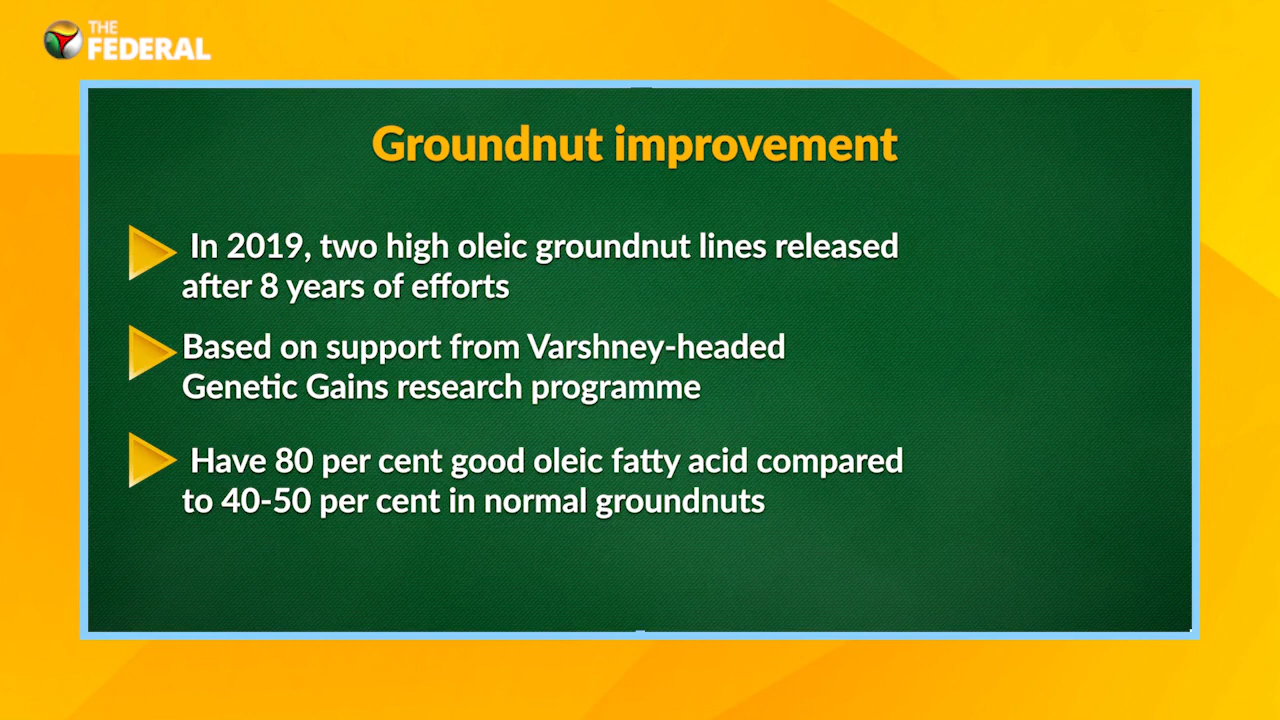 THE
FEDERAL
Groundnut improvement
In 2019, two high oleic groundnut lines released
after 8 years of efforts
Based on support from Varshney-headed
Genetic Gains research programme
Have 80 per cent good oleic fatty acid compared
to 40-50 per cent in normal groundnuts